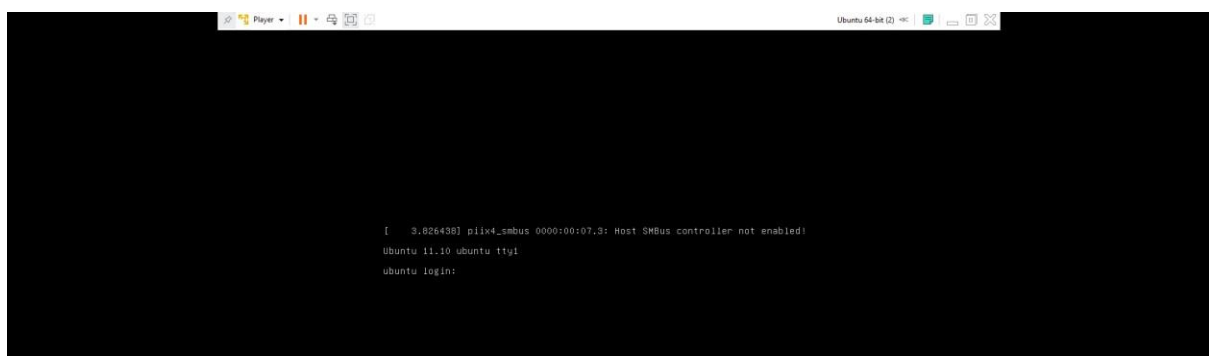 Player
Ubuntu 64-bit (2)
[    3.826438] piix4_smbus 0000:00:07.3: Host SMBus controller not enabled!
Ubuntu 11.10 ubuntu tty1
ubuntu login: